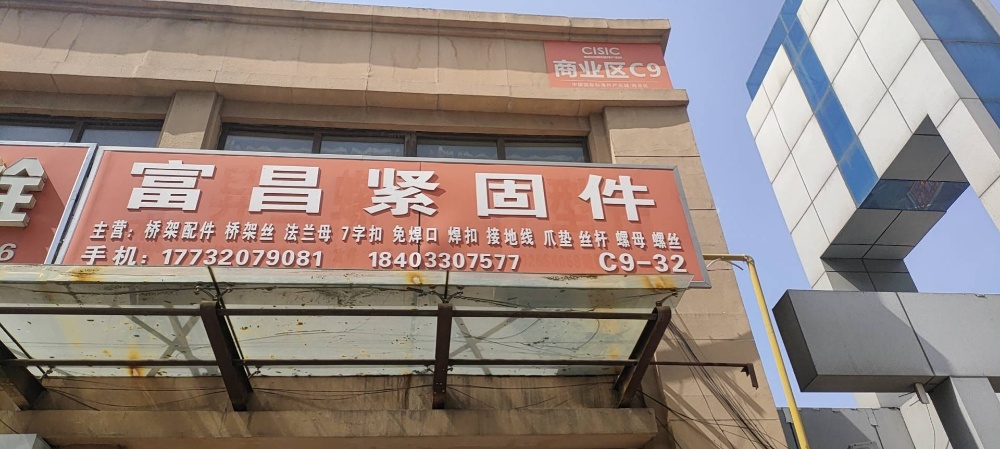 CISIC
商业区C9
富昌紧固件
主营：桥架配件 桥架丝 法兰母 7字扣 免焊口 焊扣 接地线 爪垫 丝杆 螺母 螺丝
手机：17732079081 18403307577 C9-32
6